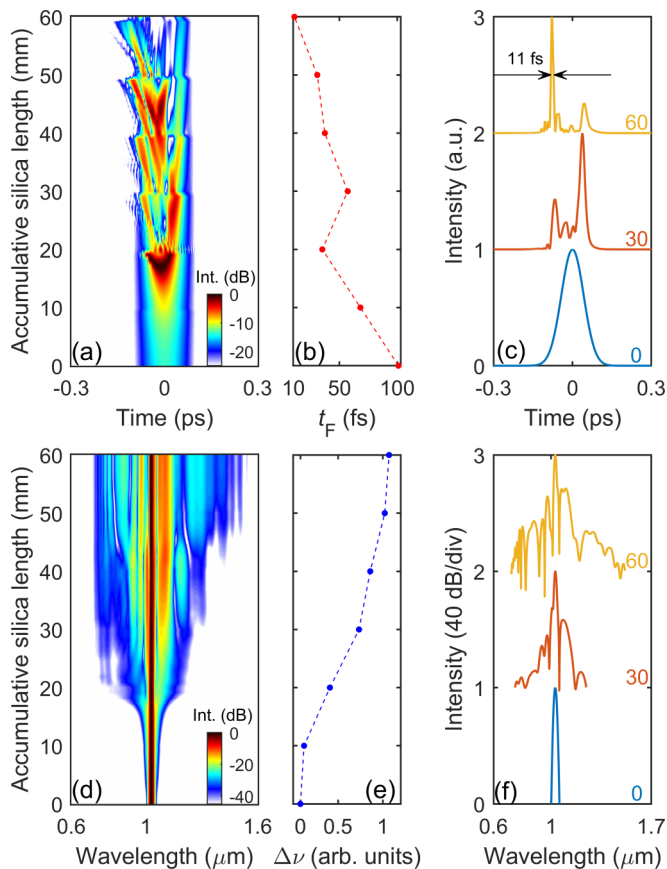 60
50
40
30
20
10
0
Accumulative silica length (mm)
Int. (dB)
0
-10
-20
(a)
-0.3 0 0.3
Time (ps)
(b)
10 50 100
t_F (fs)
3
2
1
0
Intensity (a.u.)
11 fs
60
30
0
(c)
-0.3 0 0.3
Time (ps)
60
50
40
30
20
10
0
Accumulative silica length (mm)
Int. (dB)
0
-20
-40
(d)
0.6 1 1.6
Wavelength (μm)
(e)
0 0.5 1
Δν (arb. units)
3
2
1
0
Intensity (40 dB/div)
60
30
0
(f)
0.6 1 1.7
Wavelength (μm)